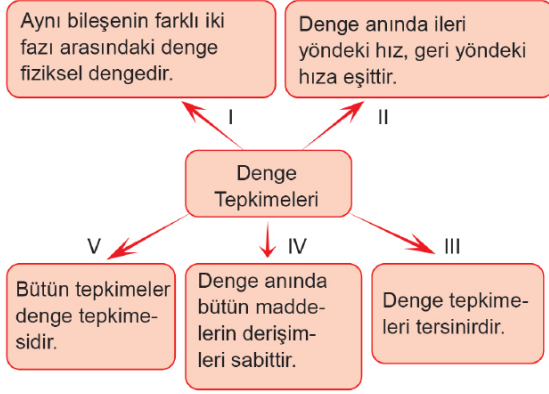 Aynı bileşenin farklı iki
fazı arasındaki denge
fiziksel dengedir.
Denge anında ileri
yöndeki hız, geri yöndeki
hıza eşittir.
I
II
Denge
Tepkimeleri
V
IV
III
Bütün tepkimeler
denge tepkime-
sidir.
Denge anında
bütün madde-
lerin derişim-
leri sabittir.
Denge tepkime-
leri tersinirdir.